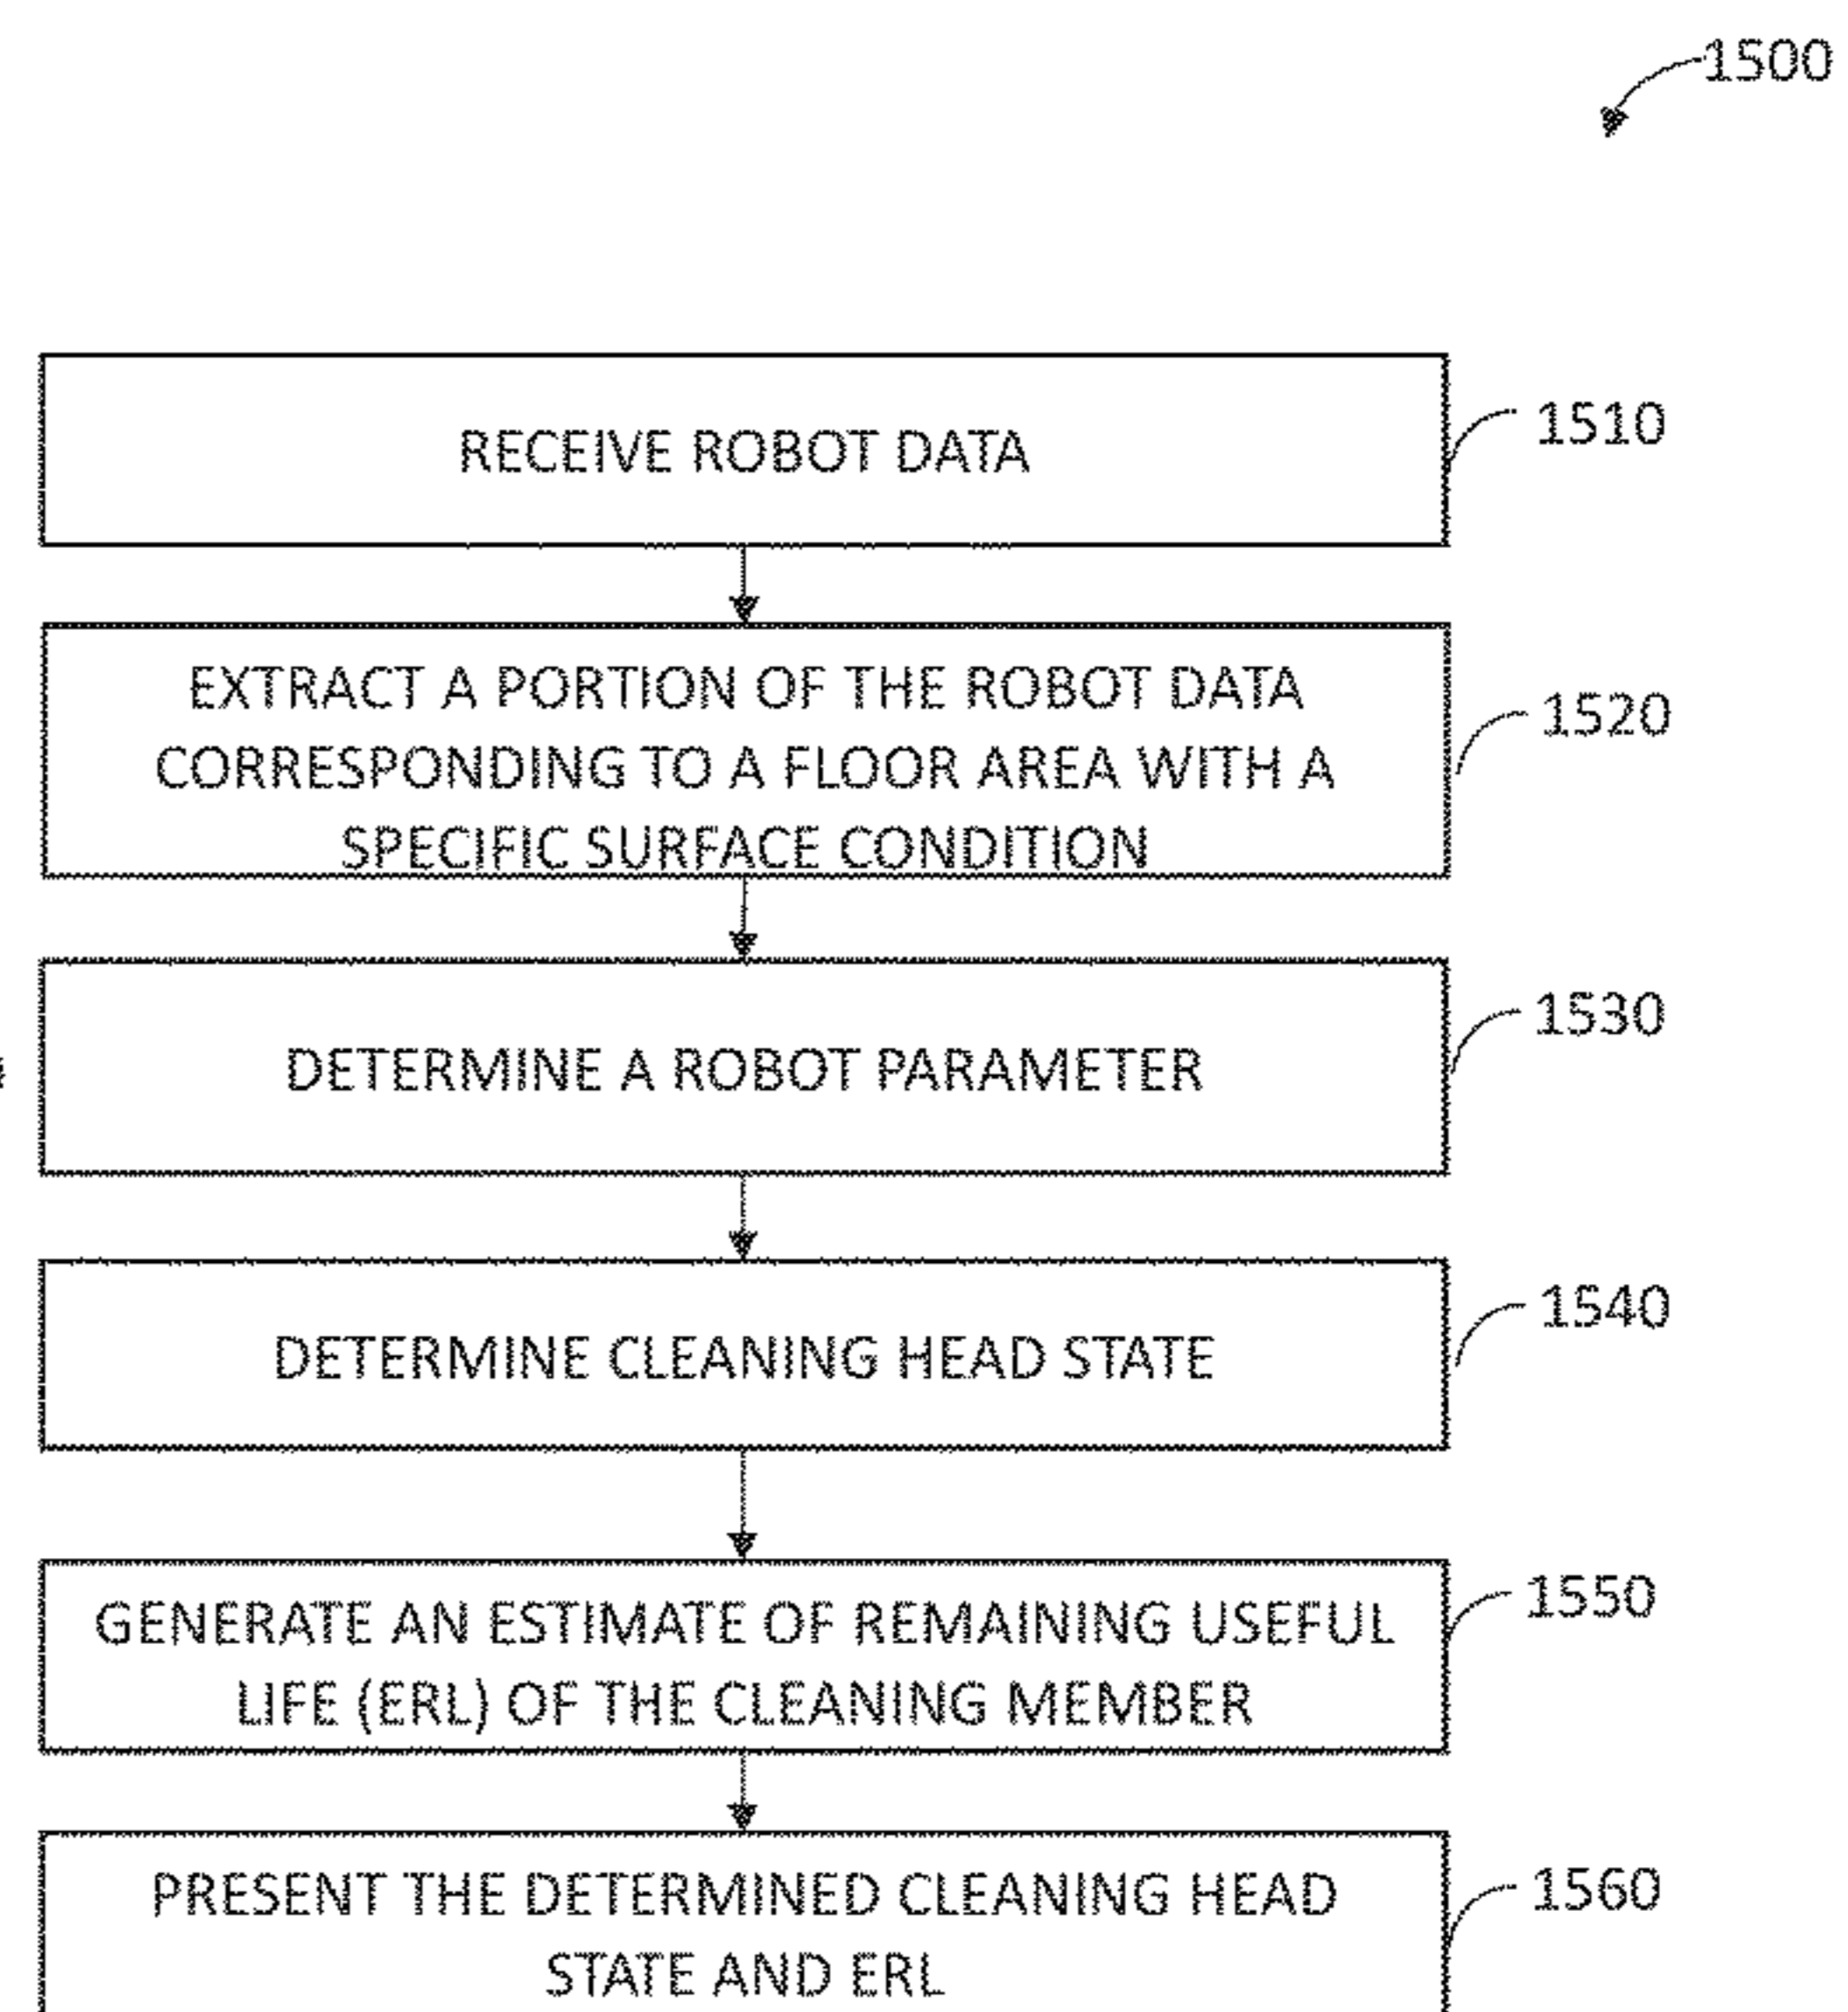 1500
RECEIVE ROBOT DATA
1510
EXTRACT A PORTION OF THE ROBOT DATA
CORRESPONDING TO A FLOOR AREA WITH A
SPECIFIC SURFACE CONDITION
1520
DETERMINE A ROBOT PARAMETER
1530
DETERMINE CLEANING HEAD STATE
1540
GENERATE AN ESTIMATE OF REMAINING USEFUL
LIFE (ERL) OF THE CLEANING MEMBER
1550
PRESENT THE DETERMINED CLEANING HEAD
STATE AND ERL
1560